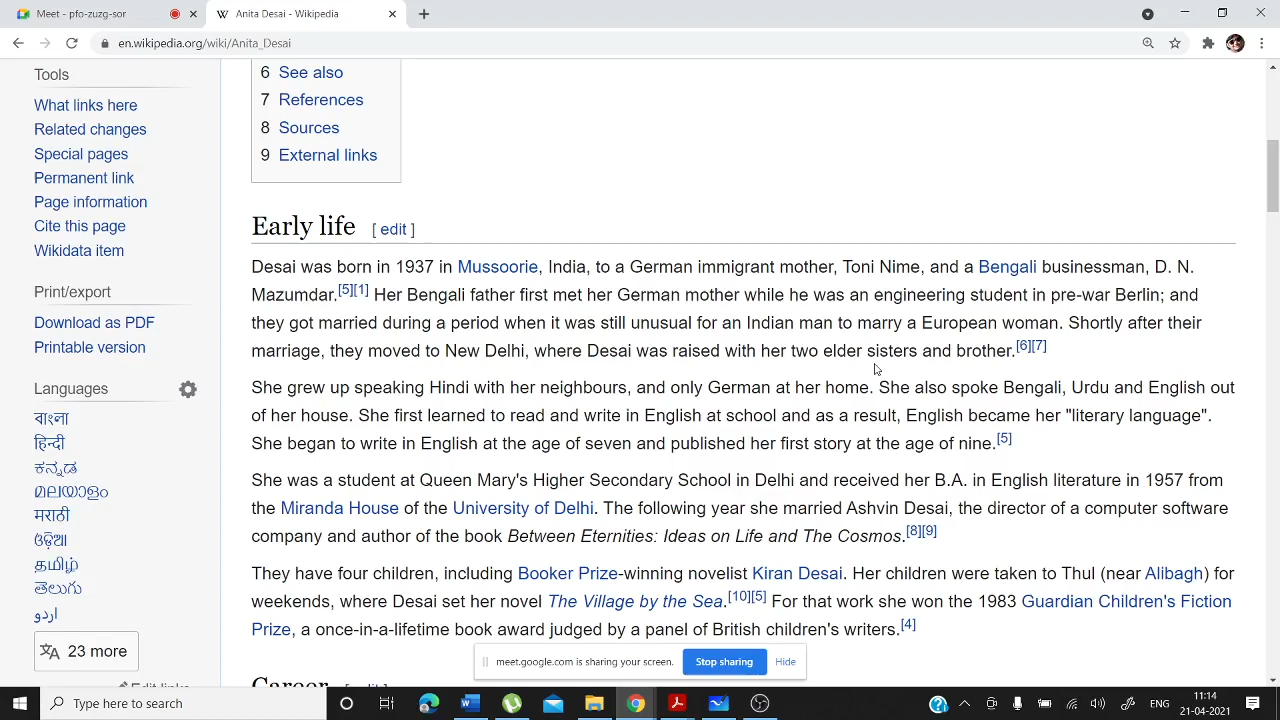 Meet - pfo-zuzg-sor
Anita Desai - Wikipedia
en.wikipedia.org/wiki/Anita_Desai
Tools
What links here
Related changes
Special pages
Permanent link
Page information
Cite this page
Wikidata item
Print/export
Download as PDF
Printable version
Languages
বাংলা
हिन्दी
ಕನ್ನಡ
മലയാളം
मराठी
ଓଡ଼ିଆ
தமிழ்
తెలుగు
اردو
23 more
Edit links
6 See also
7 References
8 Sources
9 External links
Early life [ edit ]
Desai was born in 1937 in Mussoorie, India, to a German immigrant mother, Toni Nime, and a Bengali businessman, D. N.
Mazumdar.[5][1] Her Bengali father first met her German mother while he was an engineering student in pre-war Berlin; and
they got married during a period when it was still unusual for an Indian man to marry a European woman. Shortly after their
marriage, they moved to New Delhi, where Desai was raised with her two elder sisters and brother.[6][7]
She grew up speaking Hindi with her neighbours, and only German at her home. She also spoke Bengali, Urdu and English out
of her house. She first learned to read and write in English at school and as a result, English became her "literary language".
She began to write in English at the age of seven and published her first story at the age of nine.[5]
She was a student at Queen Mary's Higher Secondary School in Delhi and received her B.A. in English literature in 1957 from
the Miranda House of the University of Delhi. The following year she married Ashvin Desai, the director of a computer software
company and author of the book Between Eternities: Ideas on Life and The Cosmos.[8][9]
They have four children, including Booker Prize-winning novelist Kiran Desai. Her children were taken to Thul (near Alibagh) for
weekends, where Desai set her novel The Village by the Sea.[10][5] For that work she won the 1983 Guardian Children's Fiction
Prize, a once-in-a-lifetime book award judged by a panel of British children's writers.[4]
Career [ edit ]
meet.google.com is sharing your screen. Stop sharing Hide
Type here to search
ENG
11:14
21-04-2021